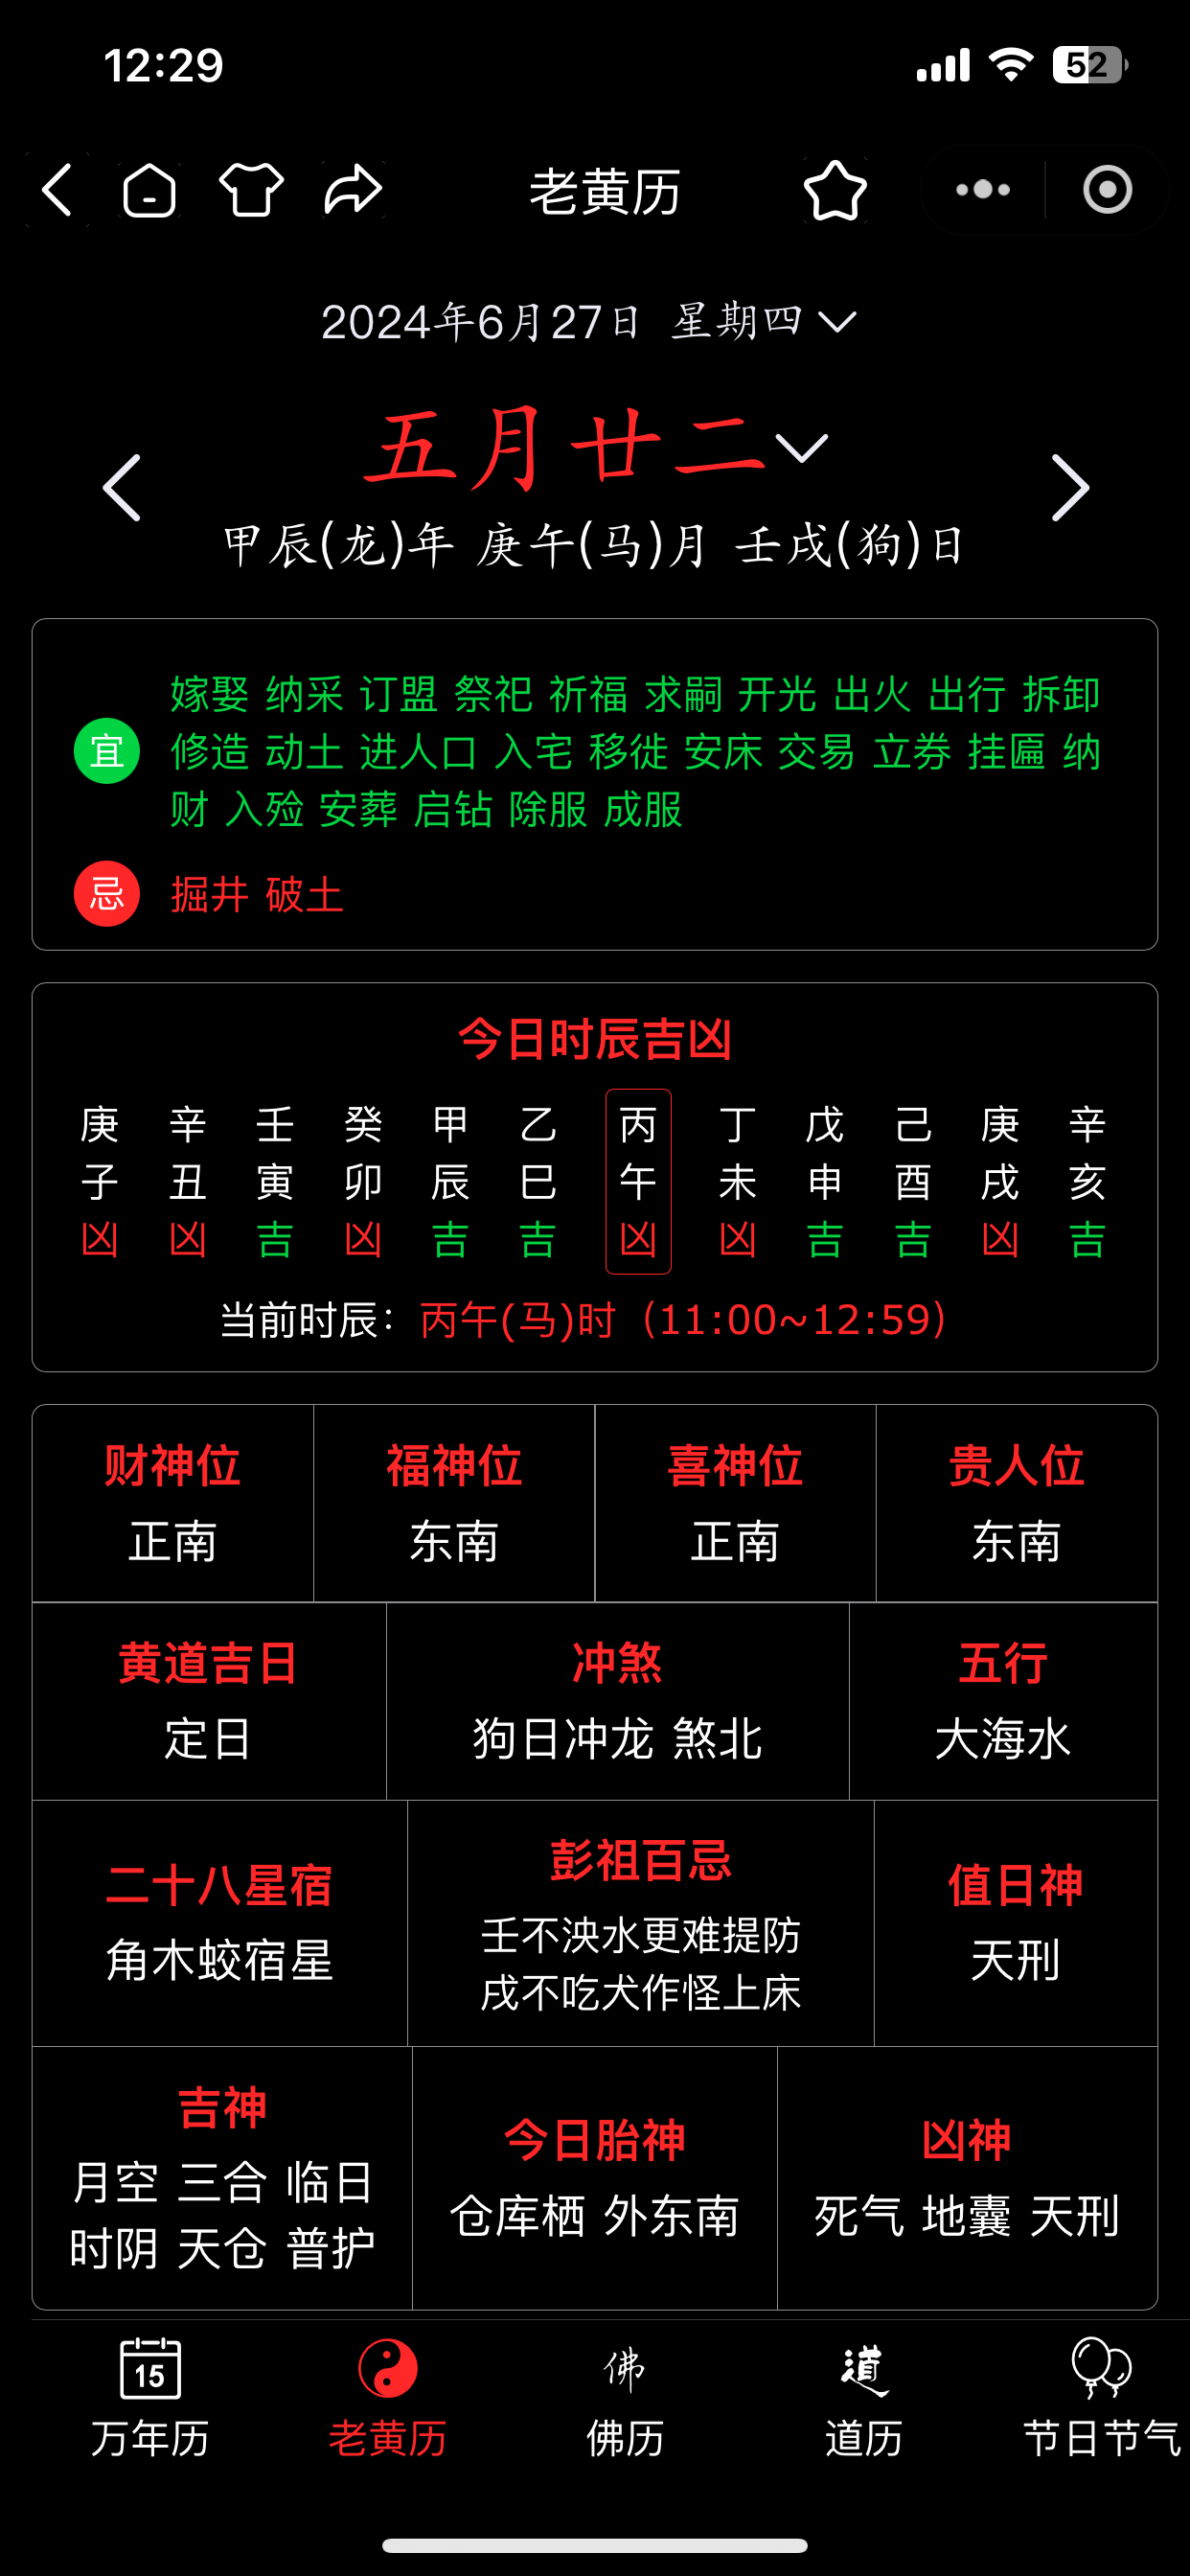 12:29
52
老黄历
2024年6月27日 星期四
五月廿二
甲辰(龙)年 庚午(马)月 壬戌(狗)日
宜
嫁娶 纳采 订盟 祭祀 祈福 求嗣 开光 出火 出行 拆卸
修造 动土 进人口 入宅 移徙 安床 交易 立券 挂匾 纳
财 入殓 安葬 启钻 除服 成服
忌 掘井 破土
今日时辰吉凶
庚 辛 壬 癸 甲 乙 丙 丁 戊 己 庚 辛
子 丑 寅 卯 辰 巳 午 未 申 酉 戌 亥
凶 凶 吉 凶 吉 吉 凶 凶 吉 吉 凶 吉
当前时辰：丙午(马)时（11:00~12:59）
财神位 福神位 喜神位 贵人位
正南 东南 正南 东南
黄道吉日 冲煞 五行
定日 狗日冲龙 煞北 大海水
二十八星宿
角木蛟宿星
彭祖百忌
壬不泱水更难提防
戌不吃犬作怪上床
值日神
天刑
吉神
月空 三合 临日
时阴 天仓 普护
今日胎神
仓库栖 外东南
凶神
死气 地囊 天刑
15 佛 道
万年历 老黄历 佛历 道历 节日节气